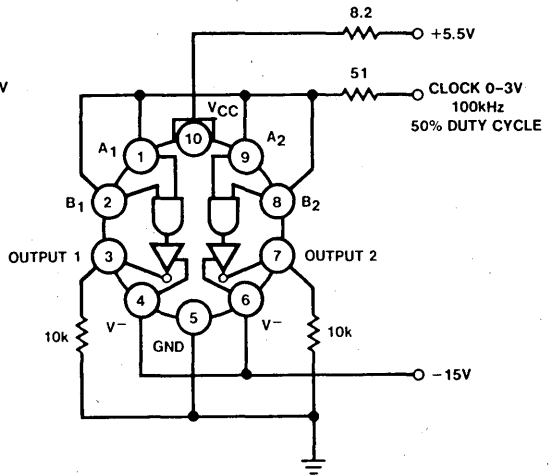 8.2
+5.5V
V
51
CLOCK 0–3V
100kHz
50% DUTY CYCLE
VCC
10
A1
1
9
A2
B1
2
8
B2
OUTPUT 1
3
7
OUTPUT 2
4
6
V–
5
V–
GND
10k
10k
–15V